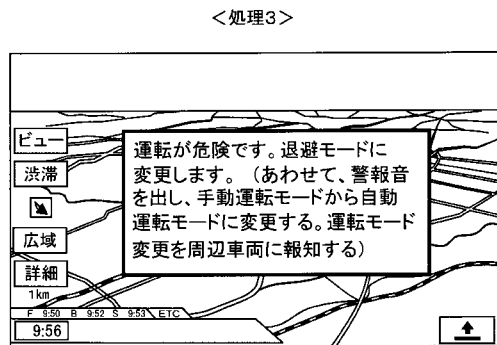 <処理3>
ビュー
渋滞
広域
詳細
1km
運転が危険です。退避モードに
変更します。（あわせて、警報音
を出し、手動運転モードから自動
運転モードに変更する。運転モード
変更を周辺車両に報知する）
F 9:50 B 9:52 S 9:53 ETC
9:56